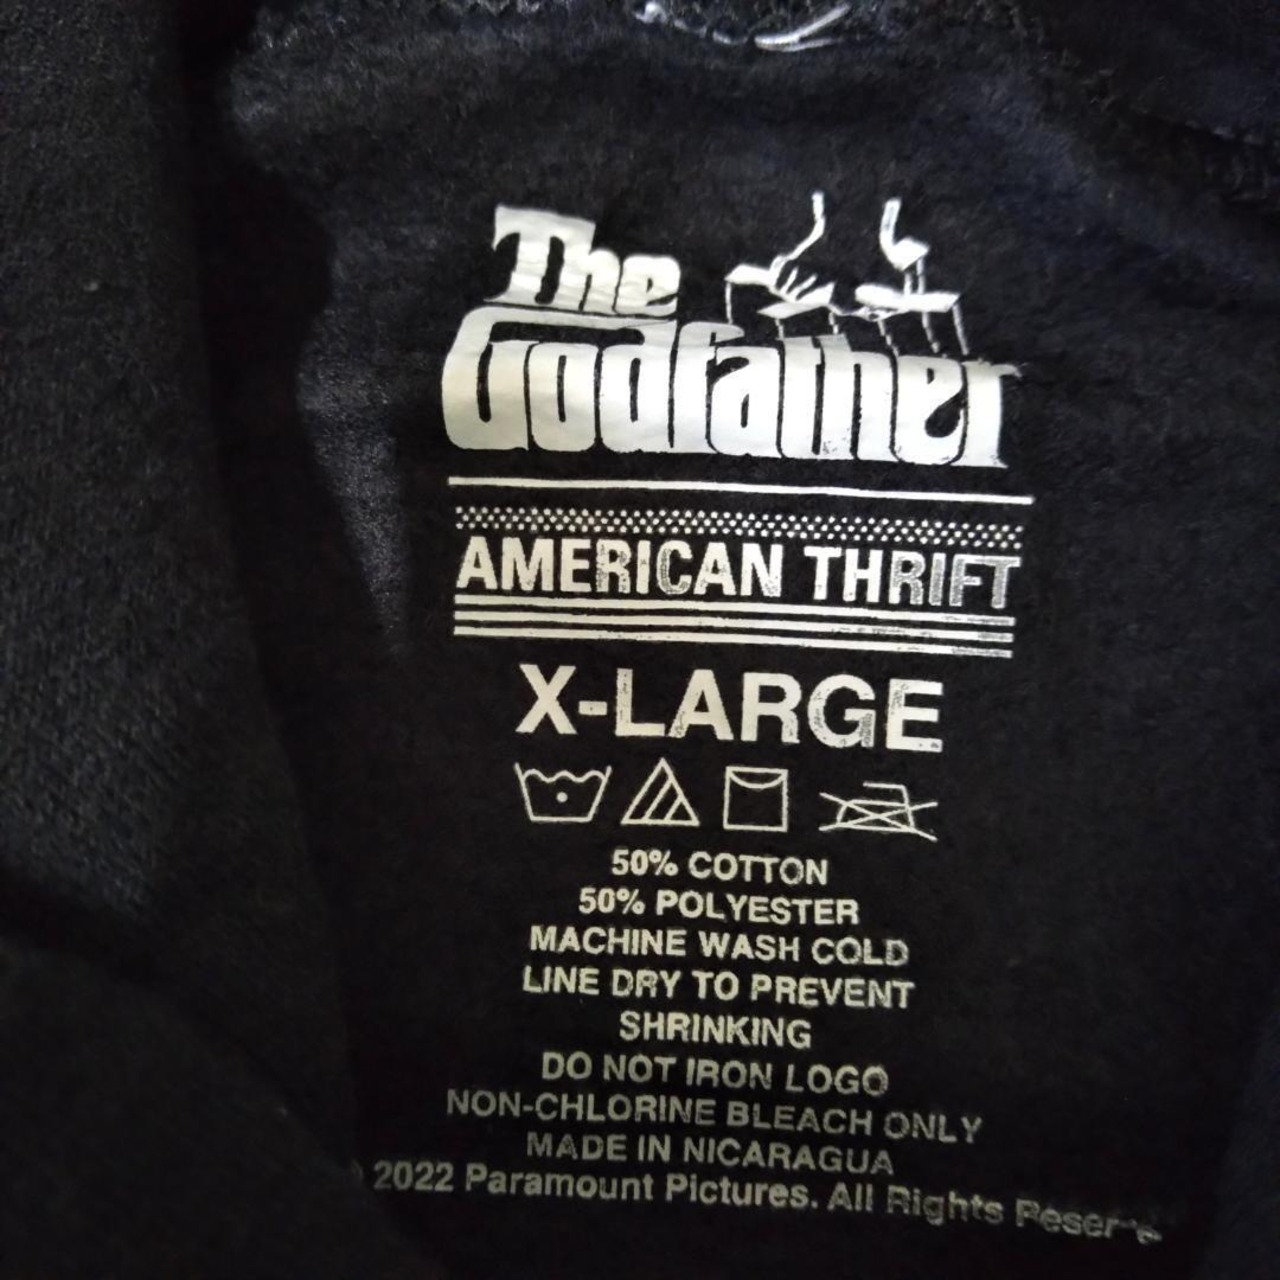 The
Godfather
AMERICAN THRIFT
X-LARGE
50% COTTON
50% POLYESTER
MACHINE WASH COLD
LINE DRY TO PREVENT
SHRINKING
DO NOT IRON LOGO
NON-CHLORINE BLEACH ONLY
MADE IN NICARAGUA
2022 Paramount Pictures. All Rights